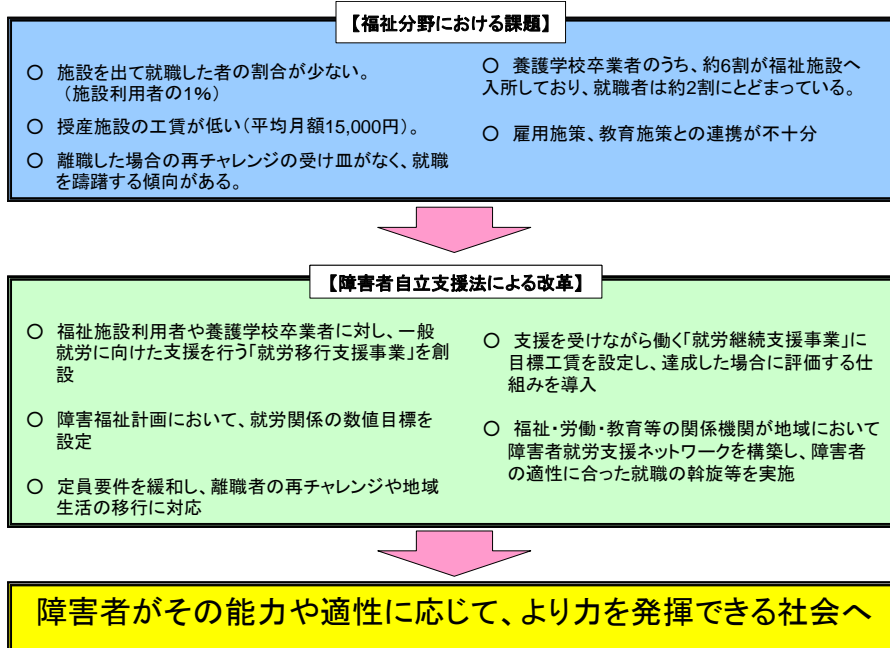 【福祉分野における課題】
○ 施設を出て就職した者の割合が少ない。
（施設利用者の1%）
○ 授産施設の工賃が低い（平均月額15,000円）。
○ 離職した場合の再チャレンジの受け皿がなく、就職
を躊躇する傾向がある。
○ 養護学校卒業者のうち、約6割が福祉施設へ
入所しており、就職者は約2割にとどまっている。
○ 雇用施策、教育施策との連携が不十分
【障害者自立支援法による改革】
○ 福祉施設利用者や養護学校卒業者に対し、一般
就労に向けた支援を行う「就労移行支援事業」を創
設
○ 障害福祉計画において、就労関係の数値目標を
設定
○ 定員要件を緩和し、離職者の再チャレンジや地域
生活の移行に対応
○ 支援を受けながら働く「就労継続支援事業」に
目標工賃を設定し、達成した場合に評価する仕
組みを導入
○ 福祉・労働・教育等の関係機関が地域において
障害者就労支援ネットワークを構築し、障害者
の適性に合った就職の斡旋等を実施
障害者がその能力や適性に応じて、より力を発揮できる社会へ